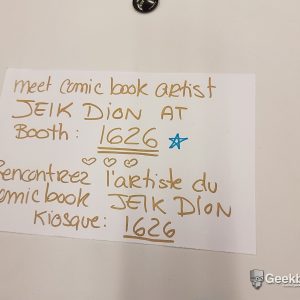 meet comic book artist
JEIK DION AT
Booth: 1626
Rencontrez l'artiste du
comic book JEIK DION
Kiosque: 1626